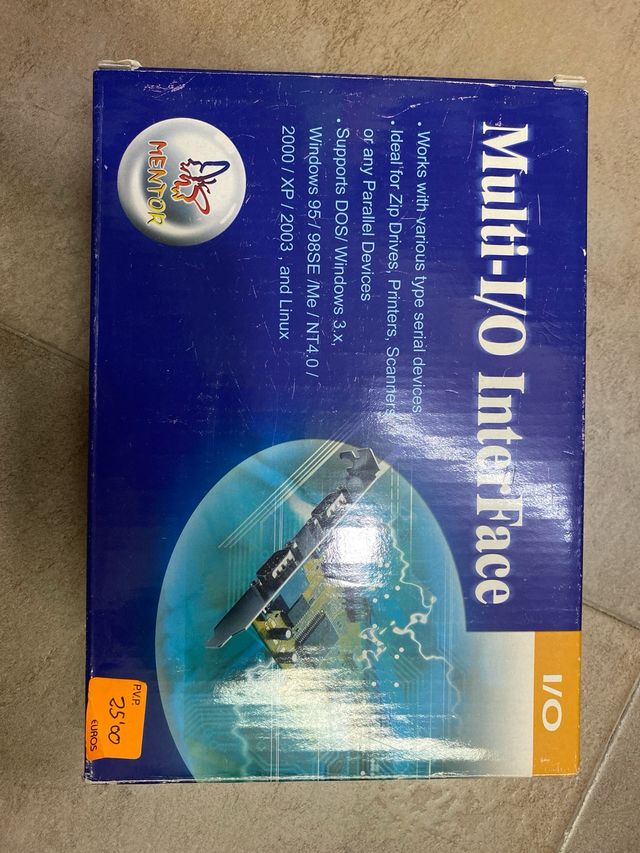 Multi-I/O InterFace
• Works with various type serial devices
• Ideal for Zip Drives, Printers, Scanners
or any Parallel Devices
• Supports DOS/ Windows 3.x,
Windows 95 / 98SE /Me / NT4.0 /
2000 / XP / 2003 , and Linux
MENTOR
I/O
P.V.P.
25'00
EUROS